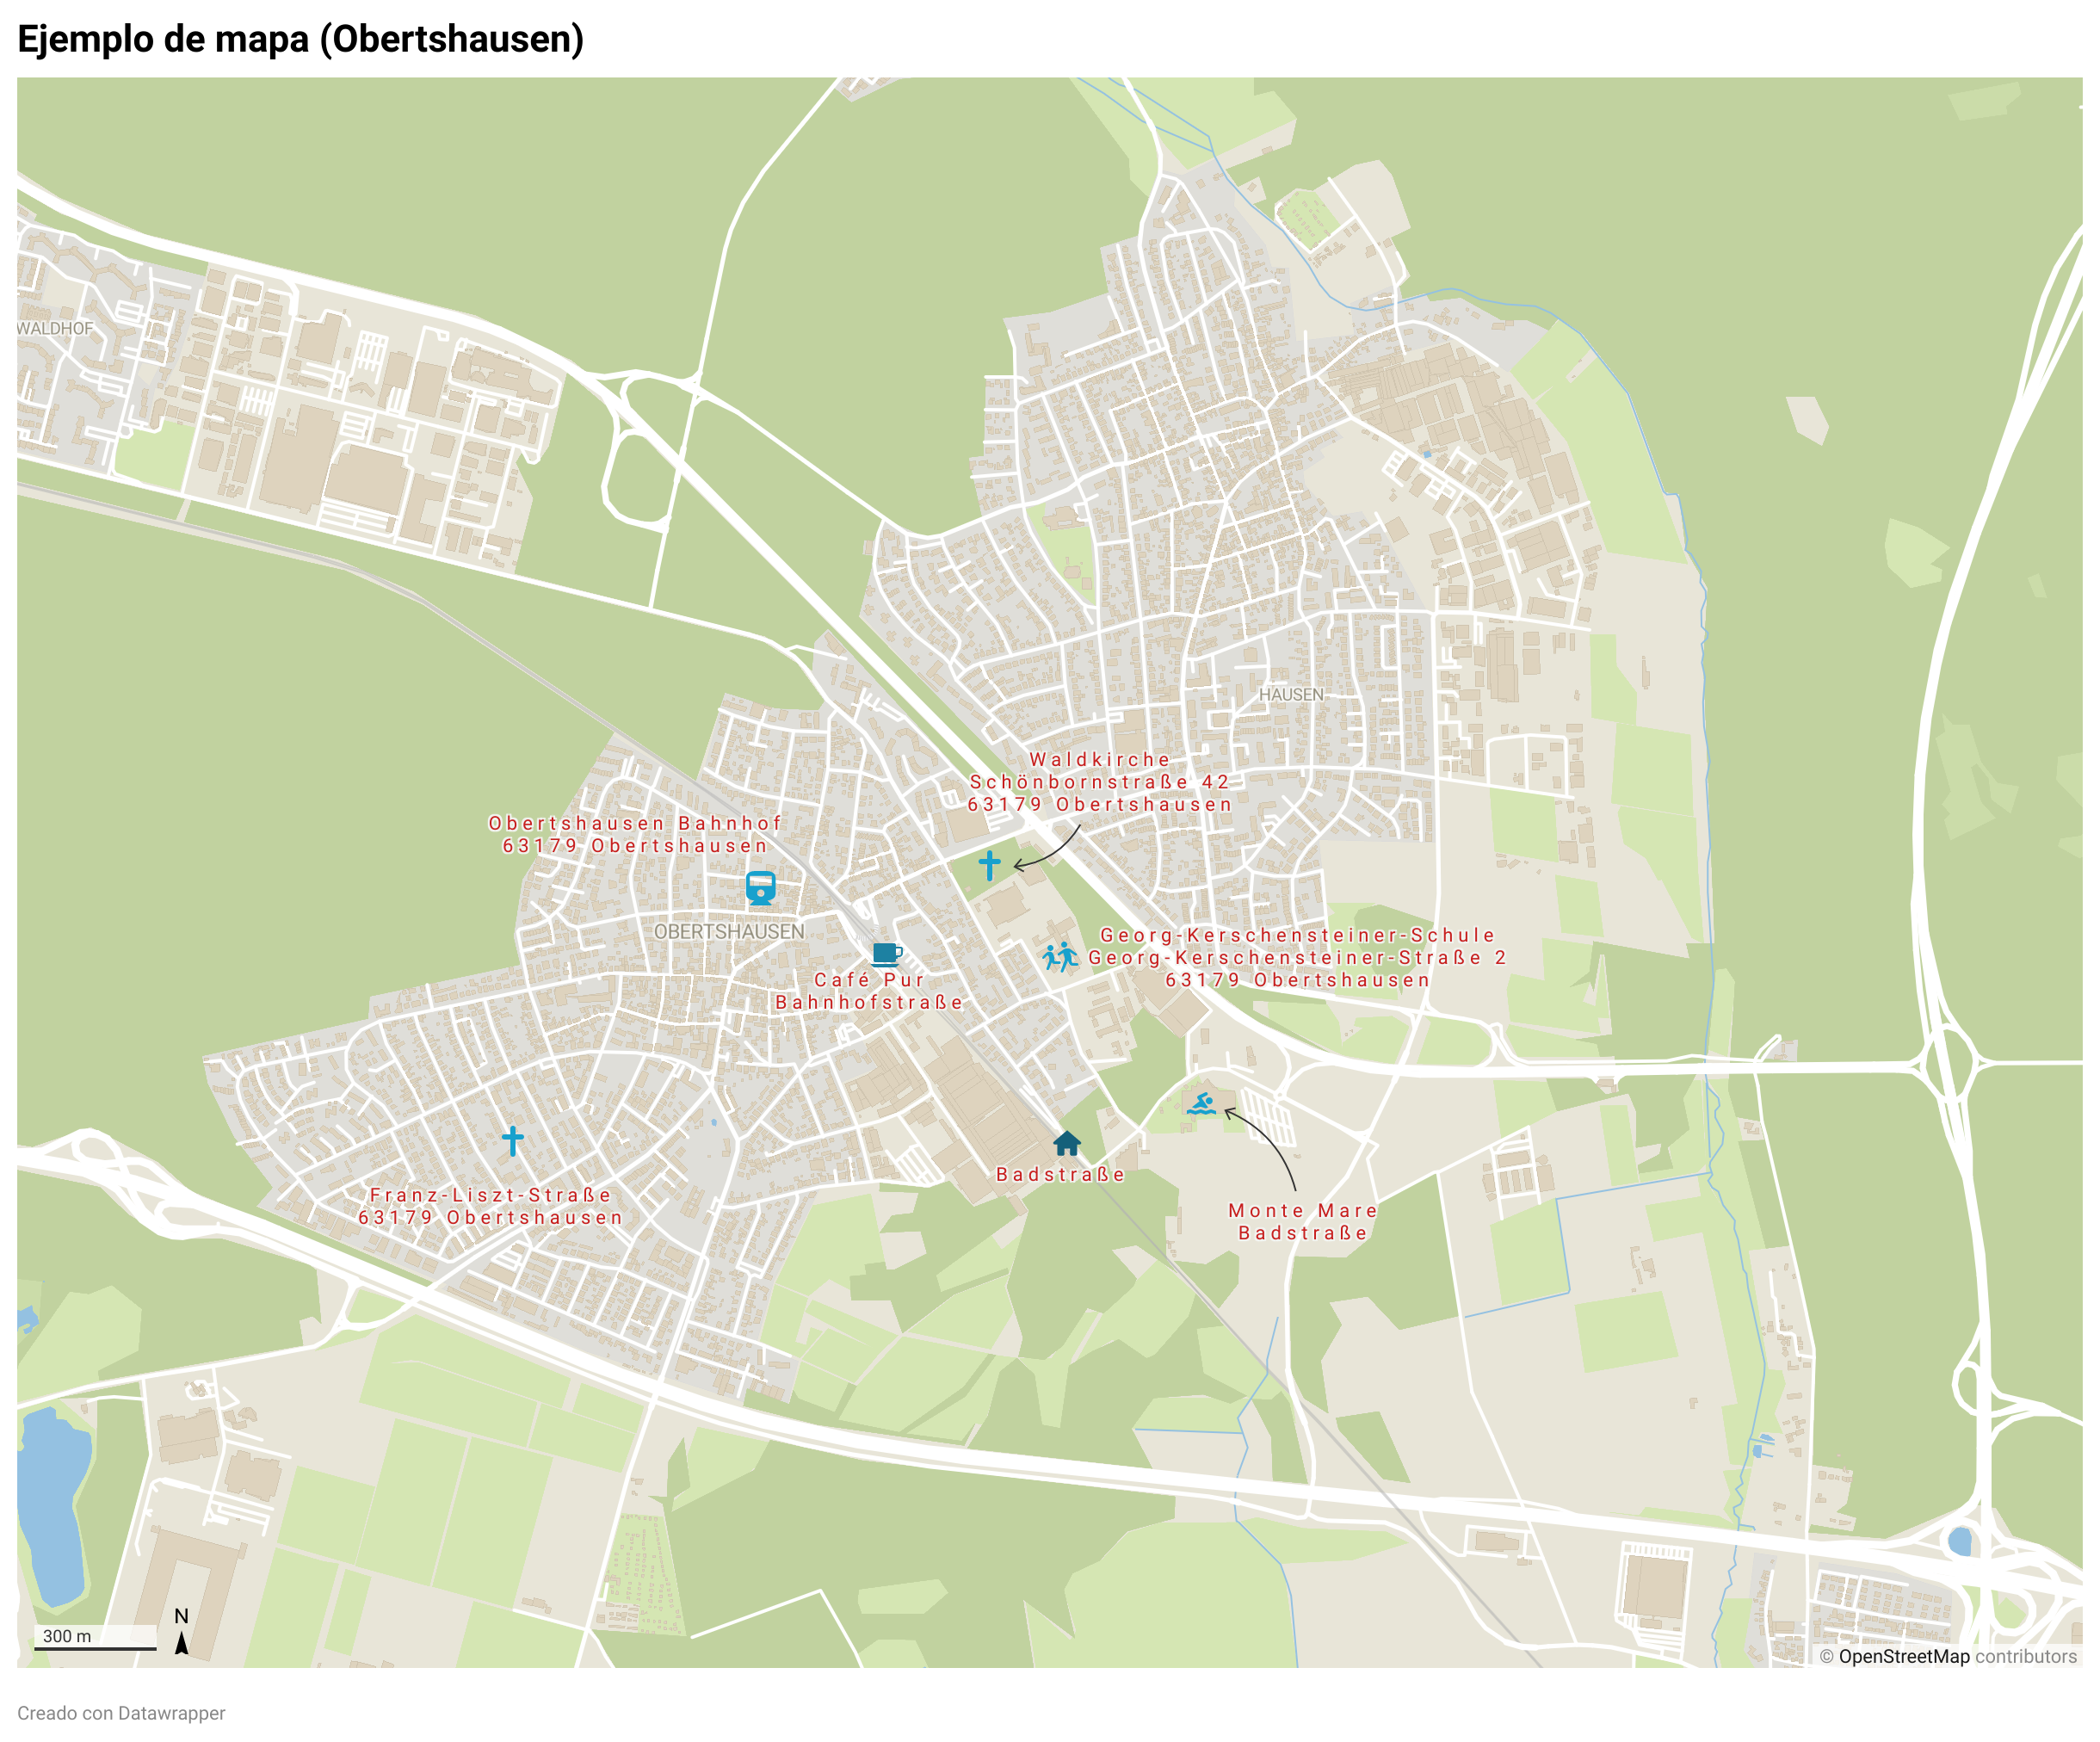 Ejemplo de mapa (Obertshausen)
WALDHOF
HAUSEN
Waldkirche
Schönbornstraße 42
63179 Obertshausen
Obertshausen Bahnhof
63179 Obertshausen
OBERTSHAUSEN
Georg-Kerschensteiner-Schule
Georg-Kerschensteiner-Straße 2
63179 Obertshausen
Café Pur
Bahnhofstraße
Badstraße
Franz-Liszt-Straße
63179 Obertshausen
Monte Mare
Badstraße
N
300 m
© OpenStreetMap contributors
Creado con Datawrapper